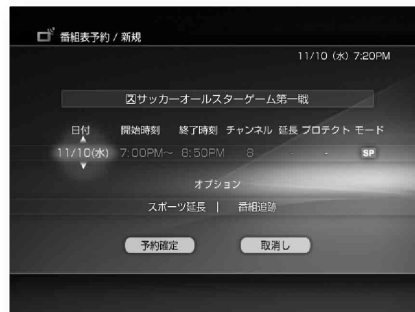 番組表予約 / 新規
11/10 (水) 7:20PM
🅂サッカーオールスターゲーム第一戦
日付 開始時刻 終了時刻 チャンネル 延長 プロテクト モード
11/10(水) 7:00PM~ 8:50PM 8 - SP
オプション
スポーツ延長 | 番組追跡
予約確定 取消し